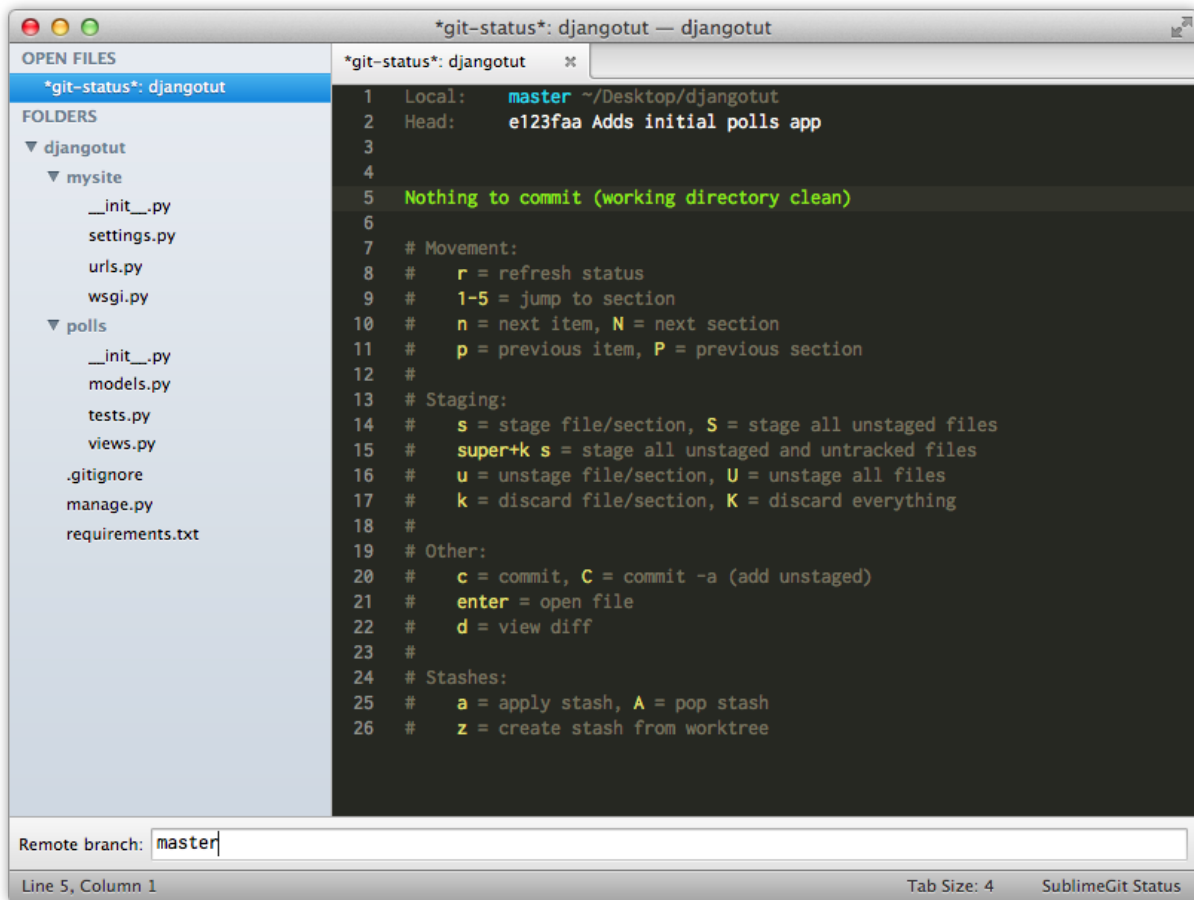 *git-status*: djangotut — djangotut
OPEN FILES
*git-status*: djangotut
FOLDERS
djangotut
mysite
__init__.py
settings.py
urls.py
wsgi.py
polls
__init__.py
models.py
tests.py
views.py
.gitignore
manage.py
requirements.txt
*git-status*: djangotut
1 Local: master ~/Desktop/djangotut
2 Head: e123faa Adds initial polls app
3
4
5 Nothing to commit (working directory clean)
6
7 # Movement:
8 # r = refresh status
9 # 1-5 = jump to section
10 # n = next item, N = next section
11 # p = previous item, P = previous section
12 #
13 # Staging:
14 # s = stage file/section, S = stage all unstaged files
15 # super+k s = stage all unstaged and untracked files
16 # u = unstage file/section, U = unstage all files
17 # k = discard file/section, K = discard everything
18 #
19 # Other:
20 # c = commit, C = commit -a (add unstaged)
21 # enter = open file
22 # d = view diff
23 #
24 # Stashes:
25 # a = apply stash, A = pop stash
26 # z = create stash from worktree
Remote branch: master
Line 5, Column 1 Tab Size: 4 SublimeGit Status